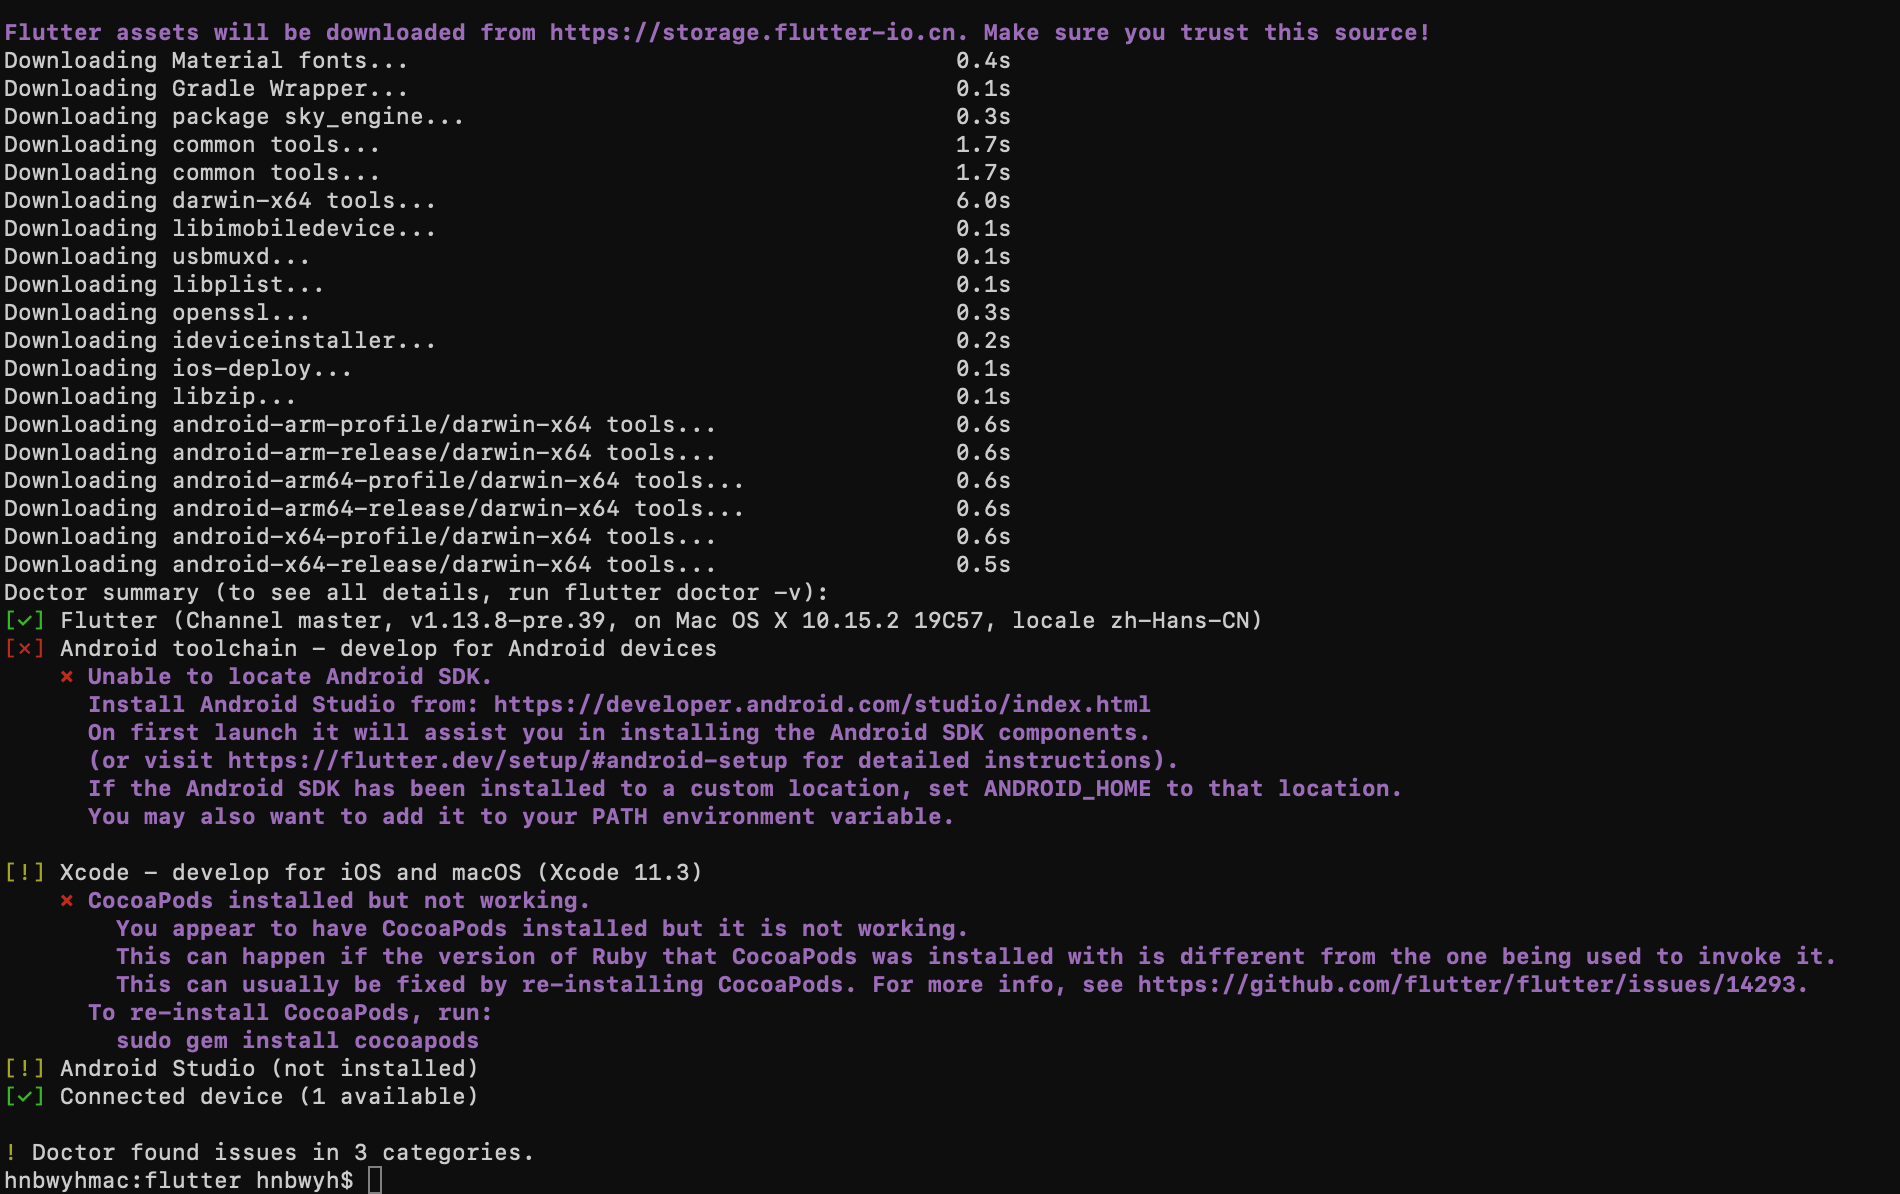 Flutter assets will be downloaded from https://storage.flutter-io.cn. Make sure you trust this source!
Downloading Material fonts... 0.4s
Downloading Gradle Wrapper... 0.1s
Downloading package sky_engine... 0.3s
Downloading common tools... 1.7s
Downloading common tools... 1.7s
Downloading darwin-x64 tools... 6.0s
Downloading libimobiledevice... 0.1s
Downloading usbmuxd... 0.1s
Downloading libplist... 0.1s
Downloading openssl... 0.3s
Downloading ideviceinstaller... 0.2s
Downloading ios-deploy... 0.1s
Downloading libzip... 0.1s
Downloading android-arm-profile/darwin-x64 tools... 0.6s
Downloading android-arm-release/darwin-x64 tools... 0.6s
Downloading android-arm64-profile/darwin-x64 tools... 0.6s
Downloading android-arm64-release/darwin-x64 tools... 0.6s
Downloading android-x64-profile/darwin-x64 tools... 0.6s
Downloading android-x64-release/darwin-x64 tools... 0.5s
Doctor summary (to see all details, run flutter doctor -v):
[✓] Flutter (Channel master, v1.13.8-pre.39, on Mac OS X 10.15.2 19C57, locale zh-Hans-CN)
[✗] Android toolchain - develop for Android devices
✗ Unable to locate Android SDK.
Install Android Studio from: https://developer.android.com/studio/index.html
On first launch it will assist you in installing the Android SDK components.
(or visit https://flutter.dev/setup/#android-setup for detailed instructions).
If the Android SDK has been installed to a custom location, set ANDROID_HOME to that location.
You may also want to add it to your PATH environment variable.
[!] Xcode - develop for iOS and macOS (Xcode 11.3)
✗ CocoaPods installed but not working.
You appear to have CocoaPods installed but it is not working.
This can happen if the version of Ruby that CocoaPods was installed with is different from the one being used to invoke it.
This can usually be fixed by re-installing CocoaPods. For more info, see https://github.com/flutter/flutter/issues/14293.
To re-install CocoaPods, run:
sudo gem install cocoapods
[!] Android Studio (not installed)
[✓] Connected device (1 available)
! Doctor found issues in 3 categories.
hnbwyhmac:flutter hnbwyh$